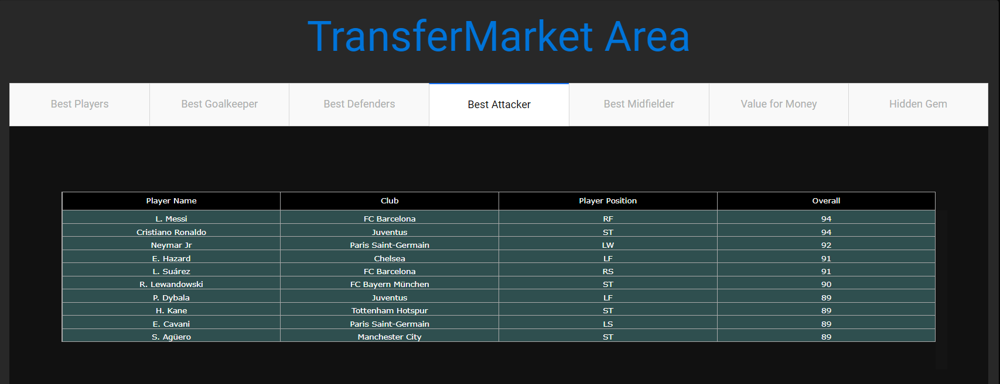 TransferMarket Area
Best Players Best Goalkeeper Best Defenders Best Attacker Best Midfielder Value for Money Hidden Gem
Player Name Club Player Position Overall
L. Messi FC Barcelona RF 94
Cristiano Ronaldo Juventus ST 94
Neymar Jr Paris Saint-Germain LW 92
E. Hazard Chelsea LF 91
L. Suárez FC Barcelona RS 91
R. Lewandowski FC Bayern München ST 90
P. Dybala Juventus LF 89
H. Kane Tottenham Hotspur ST 89
E. Cavani Paris Saint-Germain LS 89
S. Agüero Manchester City ST 89